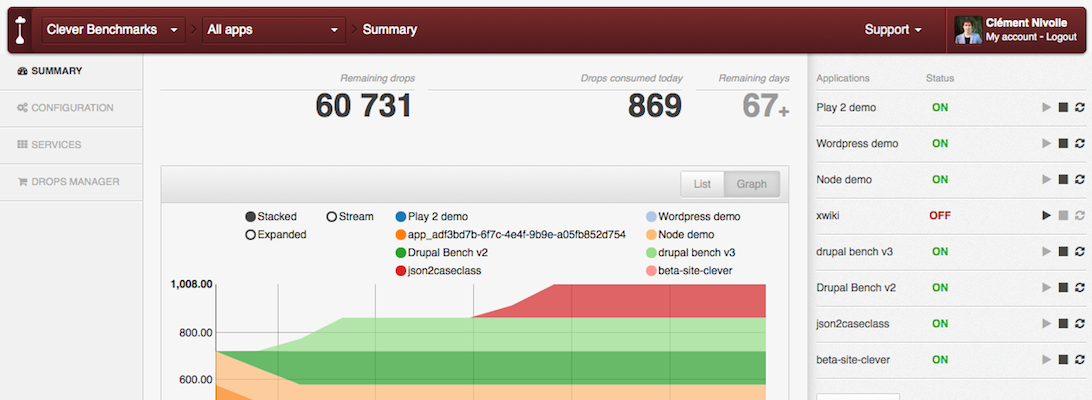 Clever Benchmarks
All apps
Summary
Support
Clément Nivolle
My account - Logout
SUMMARY
CONFIGURATION
SERVICES
DROPS MANAGER
Remaining drops
60 731
Drops consumed today
869
Remaining days
67+
List
Graph
Stacked
Stream
Expanded
Play 2 demo
Wordpress demo
app_adf3bd7b-6f7c-4e4f-9b9e-a05fb852d754
Node demo
Drupal Bench v2
drupal bench v3
json2caseclass
beta-site-clever
1,008.00
800.00
600.00
Applications Status
Play 2 demo ON
Wordpress demo ON
Node demo ON
xwiki OFF
drupal bench v3 ON
Drupal Bench v2 ON
json2caseclass ON
beta-site-clever ON